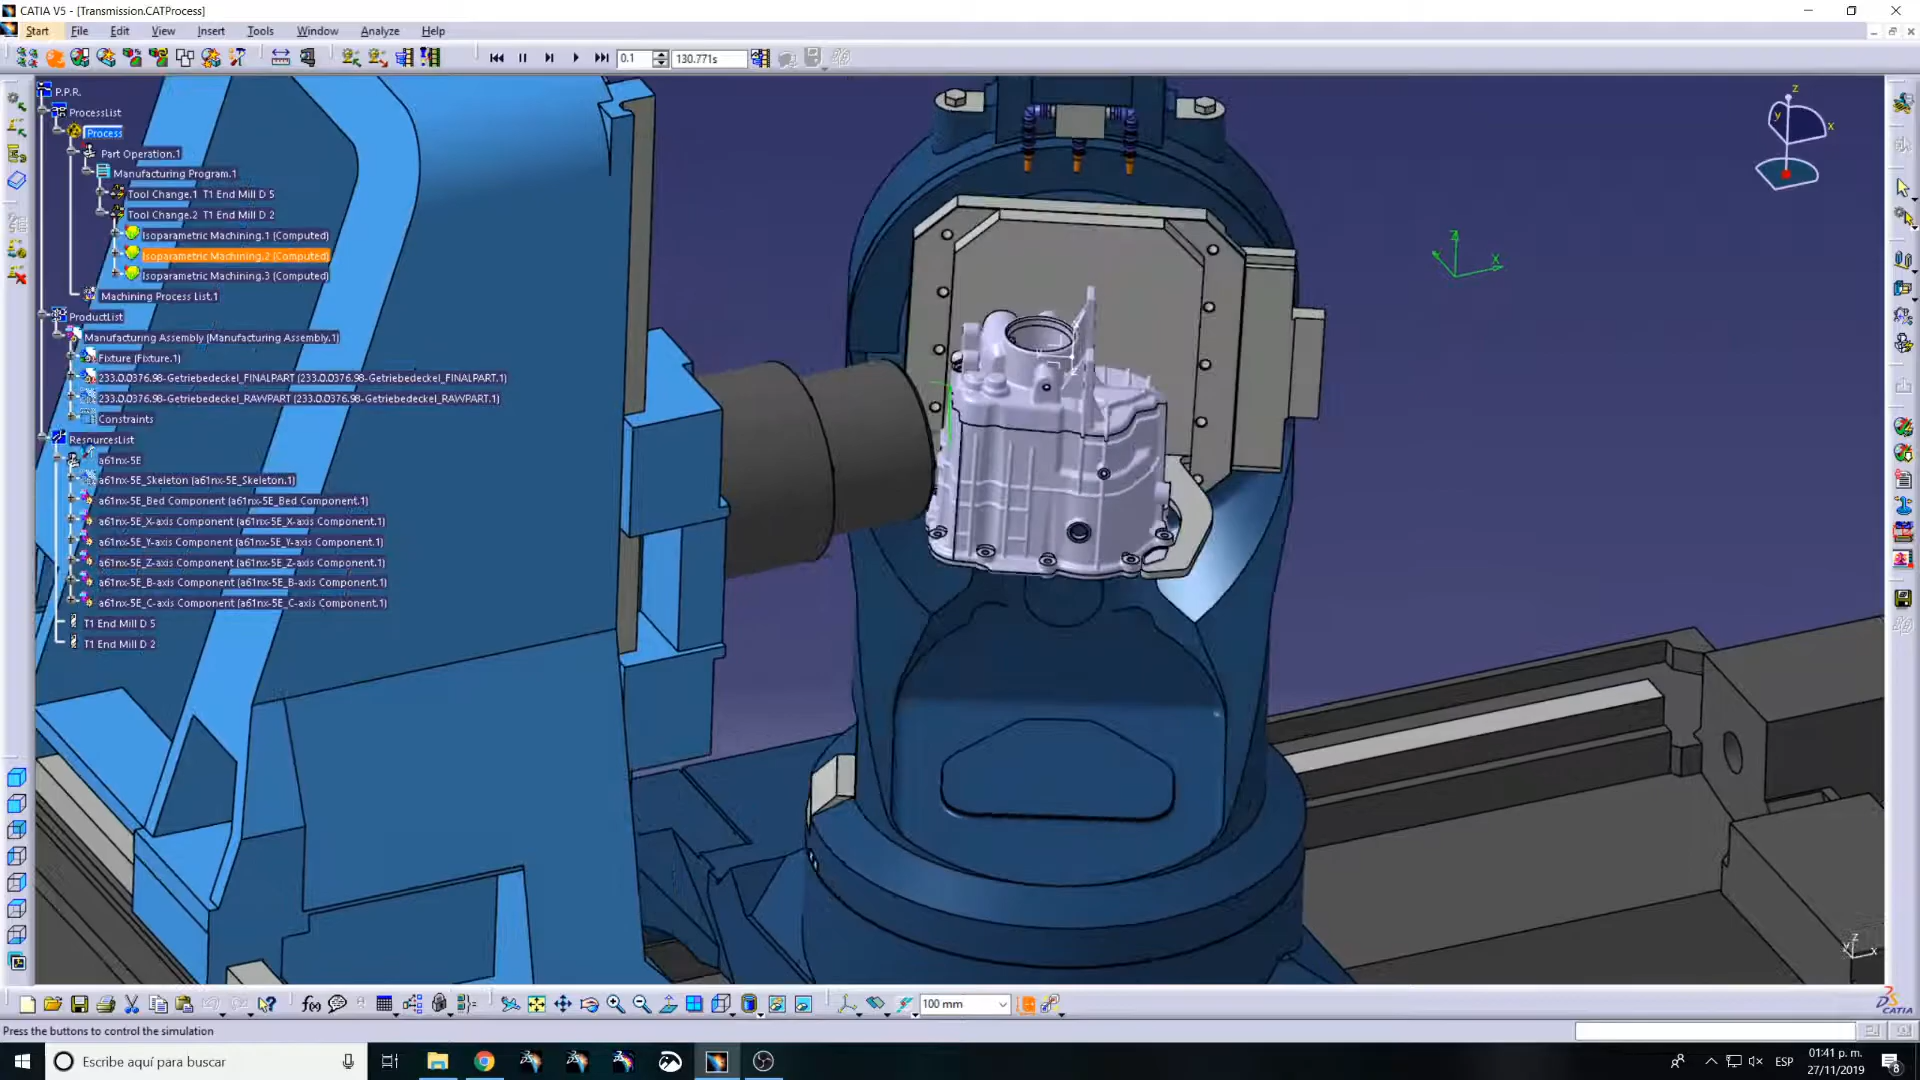 CATIA V5 - [Transmission.CATProcess]
Start File Edit View Insert Tools Window Analyze Help
0.1 130.771s
P.P.R.
ProcessList
Process
Part Operation.1
Manufacturing Program.1
Tool Change.1 T1 End Mill D 5
Tool Change.2 T1 End Mill D 2
Isoparametric Machining.1 (Computed)
Isoparametric Machining.2 (Computed)
Isoparametric Machining.3 (Computed)
Machining Process List.1
ProductList
Manufacturing Assembly (Manufacturing Assembly.1)
Fixture (Fixture.1)
233.0.0376.98-Getriebedeckel_FINALPART (233.0.0376.98-Getriebedeckel_FINALPART.1)
233.0.0376.98-Getriebedeckel_RAWPART (233.0.0376.98-Getriebedeckel_RAWPART.1)
Constraints
ResourcesList
a61nx-5E
a61nx-5E_Skeleton (a61nx-5E_Skeleton.1)
a61nx-5E_Bed Component (a61nx-5E_Bed Component.1)
a61nx-5E_X-axis Component (a61nx-5E_X-axis Component.1)
a61nx-5E_Y-axis Component (a61nx-5E_Y-axis Component.1)
a61nx-5E_Z-axis Component (a61nx-5E_Z-axis Component.1)
a61nx-5E_B-axis Component (a61nx-5E_B-axis Component.1)
a61nx-5E_C-axis Component (a61nx-5E_C-axis Component.1)
T1 End Mill D 5
T1 End Mill D 2
z
y
x
z
x
z
x
f(x)
100 mm
CATIA
Press the buttons to control the simulation
Escribe aquí para buscar
ESP
01:41 p. m.
27/11/2019
8